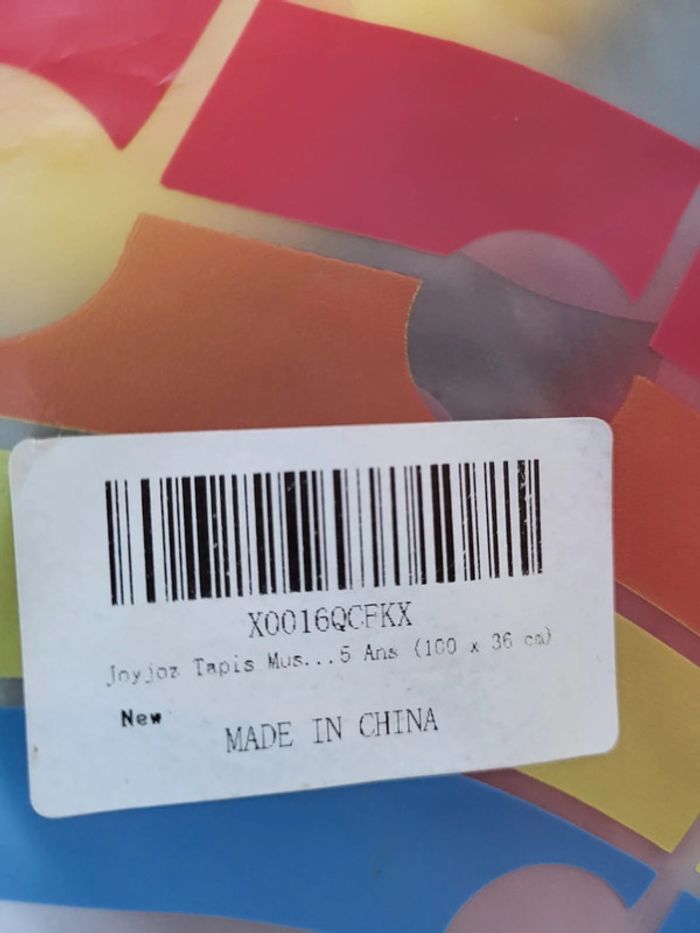 X0016QCFKX
Joyjoz Tapis Mus...5 Ans (100 x 36 cm)
New
MADE IN CHINA